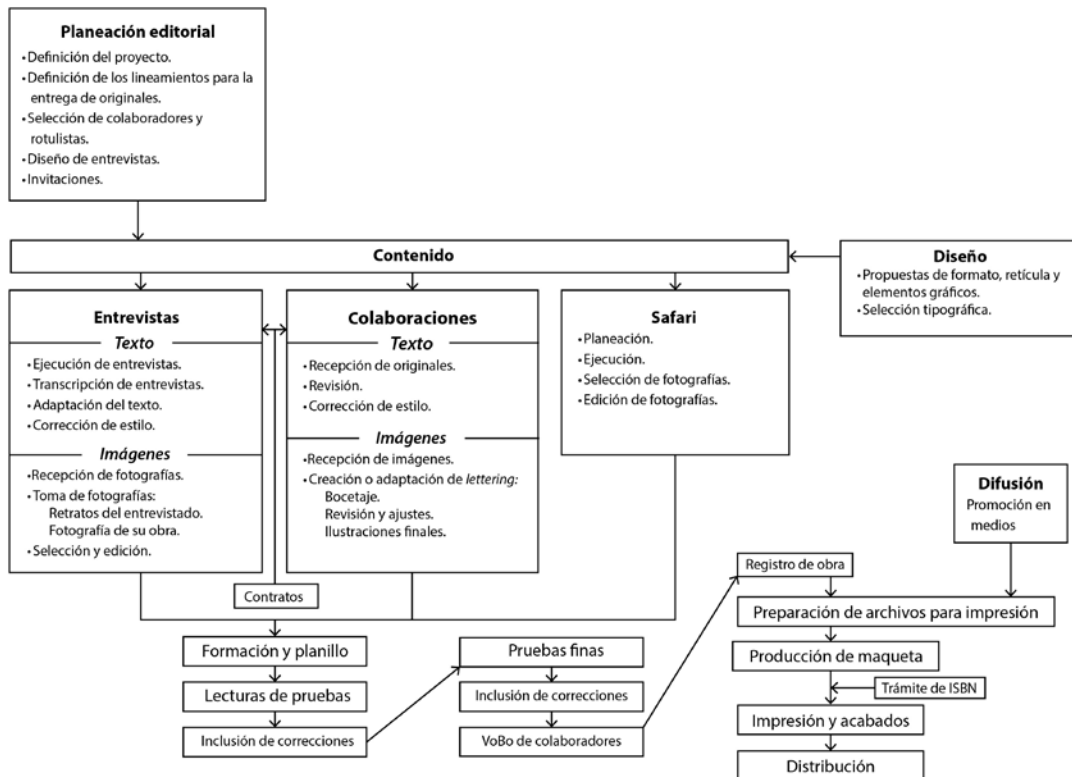 Planeación editorial
• Definición del proyecto.
• Definición de los lineamientos para la
entrega de originales.
• Selección de colaboradores y
rotulistas.
• Diseño de entrevistas.
• Invitaciones.
Contenido
Diseño
• Propuestas de formato, retícula y
elementos gráficos.
• Selección tipográfica.
Entrevistas
Texto
• Ejecución de entrevistas.
• Transcripción de entrevistas.
• Adaptación del texto.
• Corrección de estilo.
Imágenes
• Recepción de fotografías.
• Toma de fotografías:
Retratos del entrevistado.
Fotografía de su obra.
• Selección y edición.
Colaboraciones
Texto
• Recepción de originales.
• Revisión.
• Corrección de estilo.
Imágenes
• Recepción de imágenes.
• Creación o adaptación de lettering:
Bocetaje.
Revisión y ajustes.
Ilustraciones finales.
Safari
• Planeación.
• Ejecución.
• Selección de fotografías.
• Edición de fotografías.
Difusión
Promoción en
medios
Contratos
Formación y planillo
Lecturas de pruebas
Inclusión de correcciones
Pruebas finas
Inclusión de correcciones
VoBo de colaboradores
Registro de obra
Preparación de archivos para impresión
Producción de maqueta
Trámite de ISBN
Impresión y acabados
Distribución